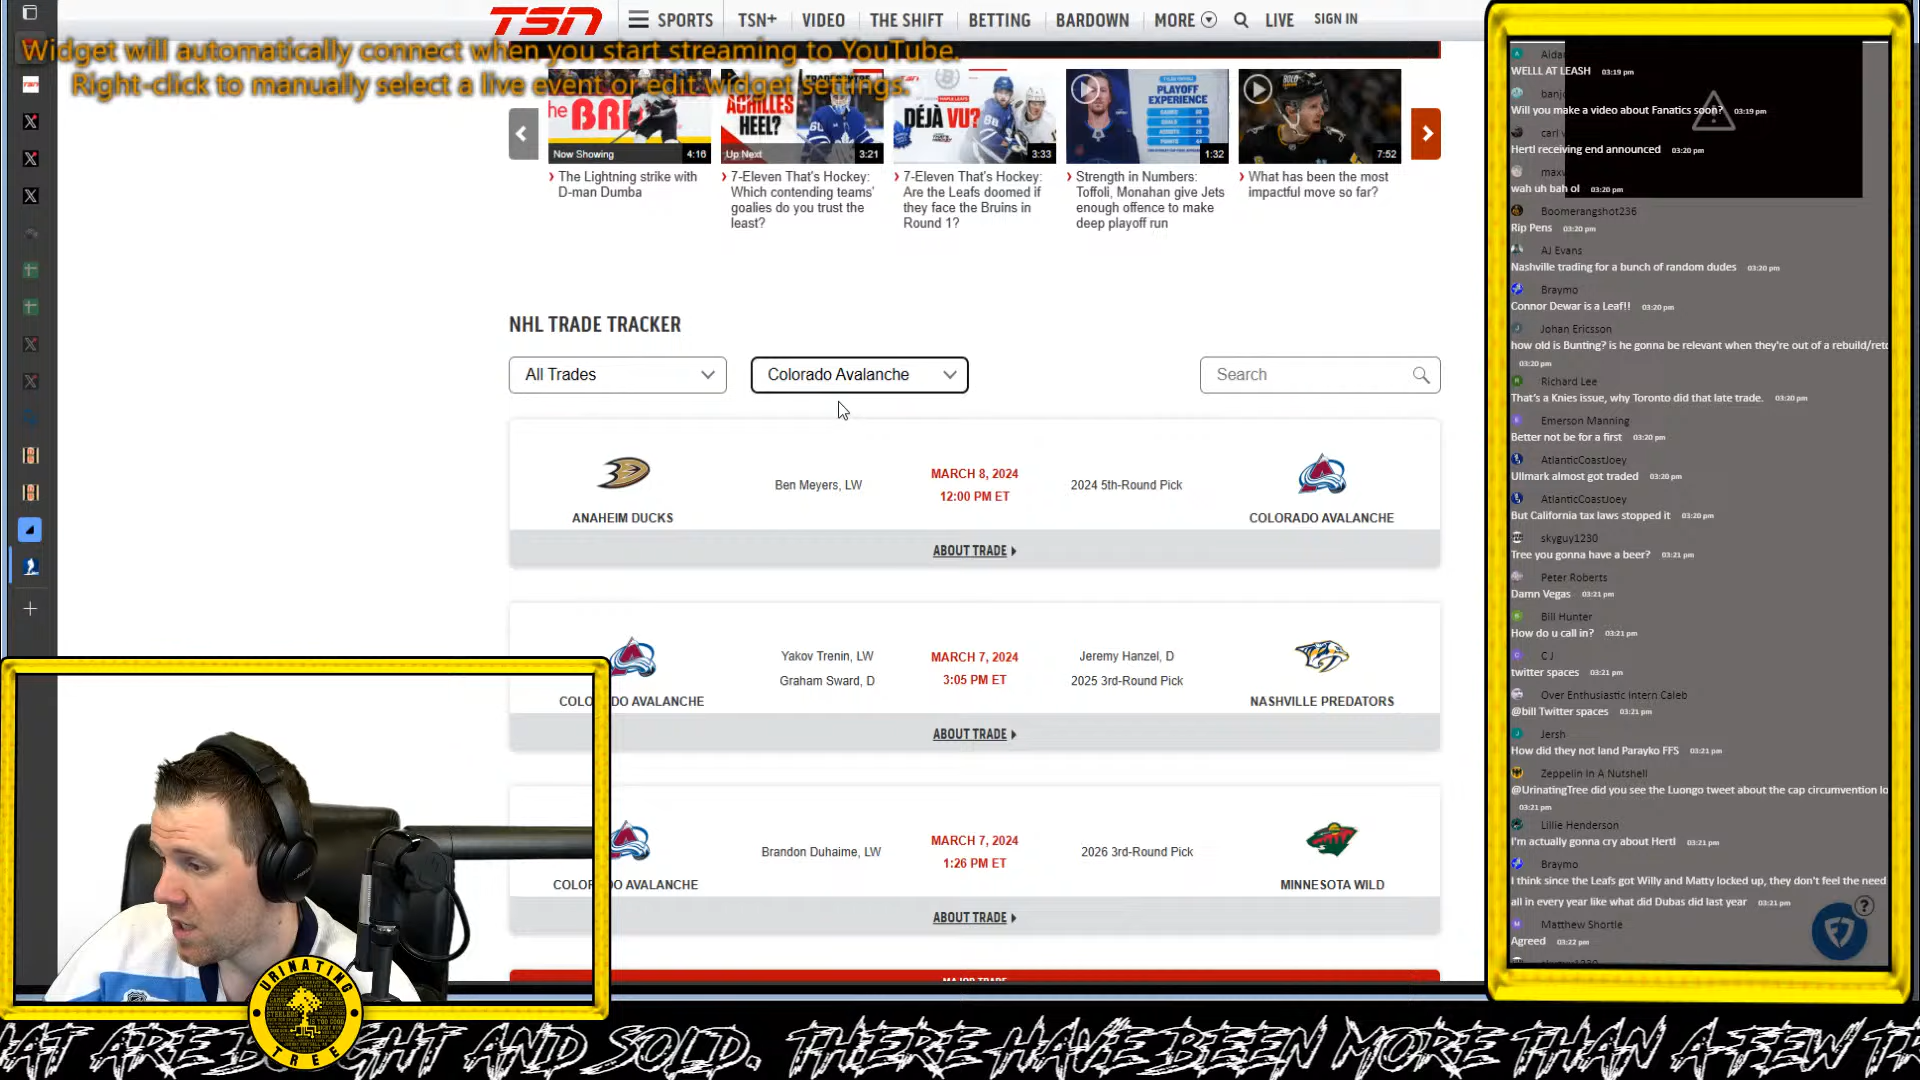 TSN
SPORTS TSN+ VIDEO THE SHIFT BETTING BARDOWN MORE LIVE SIGN IN
Widget will automatically connect when you start streaming to YouTube.
Right-click to manually select a live event or edit widget settings.
Now Showing 4:16
ACHILLES
HEEL?
Up Next 3:21
DÉJÀ VU?
3:33
PLAYOFF
EXPERIENCE
1:32
7:52
The Lightning strike with
D-man Dumba
7-Eleven That's Hockey:
Which contending teams'
goalies do you trust the
least?
7-Eleven That's Hockey:
Are the Leafs doomed if
they face the Bruins in
Round 1?
Strength in Numbers:
Toffoli, Monahan give Jets
enough offence to make
deep playoff run
What has been the most
impactful move so far?
NHL TRADE TRACKER
All Trades
Colorado Avalanche
Search
Ben Meyers, LW
MARCH 8, 2024
12:00 PM ET
2024 5th-Round Pick
ANAHEIM DUCKS
COLORADO AVALANCHE
ABOUT TRADE
Yakov Trenin, LW
Graham Sward, D
MARCH 7, 2024
3:05 PM ET
Jeremy Hanzel, D
2025 3rd-Round Pick
NASHVILLE PREDATORS
ABOUT TRADE
Brandon Duhaime, LW
MARCH 7, 2024
1:26 PM ET
2026 3rd-Round Pick
MINNESOTA WILD
ABOUT TRADE
WELLL AT LEASH 03:19 pm
Will you make a video about Fanatics soon? 03:19 pm
Hertl receiving end announced 03:20 pm
wah uh bah ol 03:20 pm
Boomerangshot236
Rip Pens 03:20 pm
AJ Evans
Nashville trading for a bunch of random dudes 03:20 pm
Braymo
Connor Dewar is a Leaf!! 03:20 pm
Johan Ericsson
how old is Bunting? is he gonna be relevant when they're out of a rebuild/reto
03:20 pm
Richard Lee
That's a Knies issue, why Toronto did that late trade. 03:20 pm
Emerson Manning
Better not be for a first 03:20 pm
AtlanticCoastJoey
Ullmark almost got traded 03:20 pm
AtlanticCoastJoey
But California tax laws stopped it 03:20 pm
skyguy1230
Tree you gonna have a beer? 03:21 pm
Peter Roberts
Damn Vegas 03:21 pm
Bill Hunter
How do u call in? 03:21 pm
C J
twitter spaces 03:21 pm
Over Enthusiastic Intern Caleb
@bill Twitter spaces 03:21 pm
Jersh
How did they not land Parayko FFS 03:21 pm
Zeppelin In A Nutshell
@UrinatingTree did you see the Luongo tweet about the cap circumvention lo
03:21 pm
Lillie Henderson
I'm actually gonna cry about Hertl 03:21 pm
Braymo
I think since the Leafs got Willy and Matty locked up, they don't feel the need
all in every year like what did Dubas did last year 03:21 pm
Matthew Shortie
Agreed 03:22 pm
URINATING
TREE
AND SOLD. THERE HAVE BEEN MORE THAN A FEW